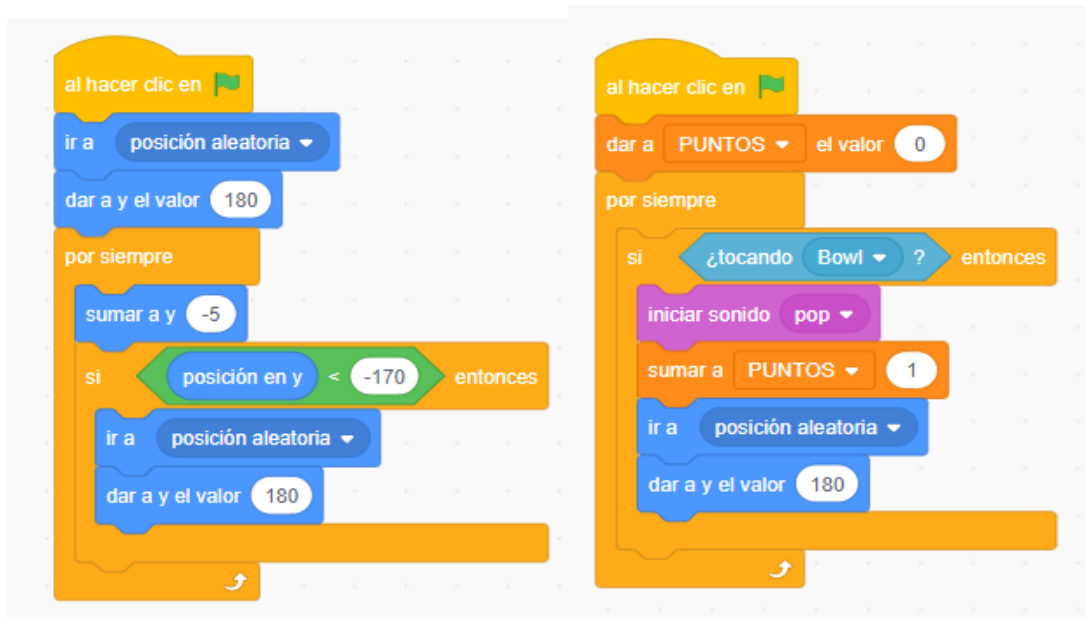 al hacer clic en
ir a posición aleatoria
dar a y el valor 180
por siempre
sumar a y -5
si posición en y < -170 entonces
ir a posición aleatoria
dar a y el valor 180
al hacer clic en
dar a PUNTOS el valor 0
por siempre
si ¿tocando Bowl ? entonces
iniciar sonido pop
sumar a PUNTOS 1
ir a posición aleatoria
dar a y el valor 180